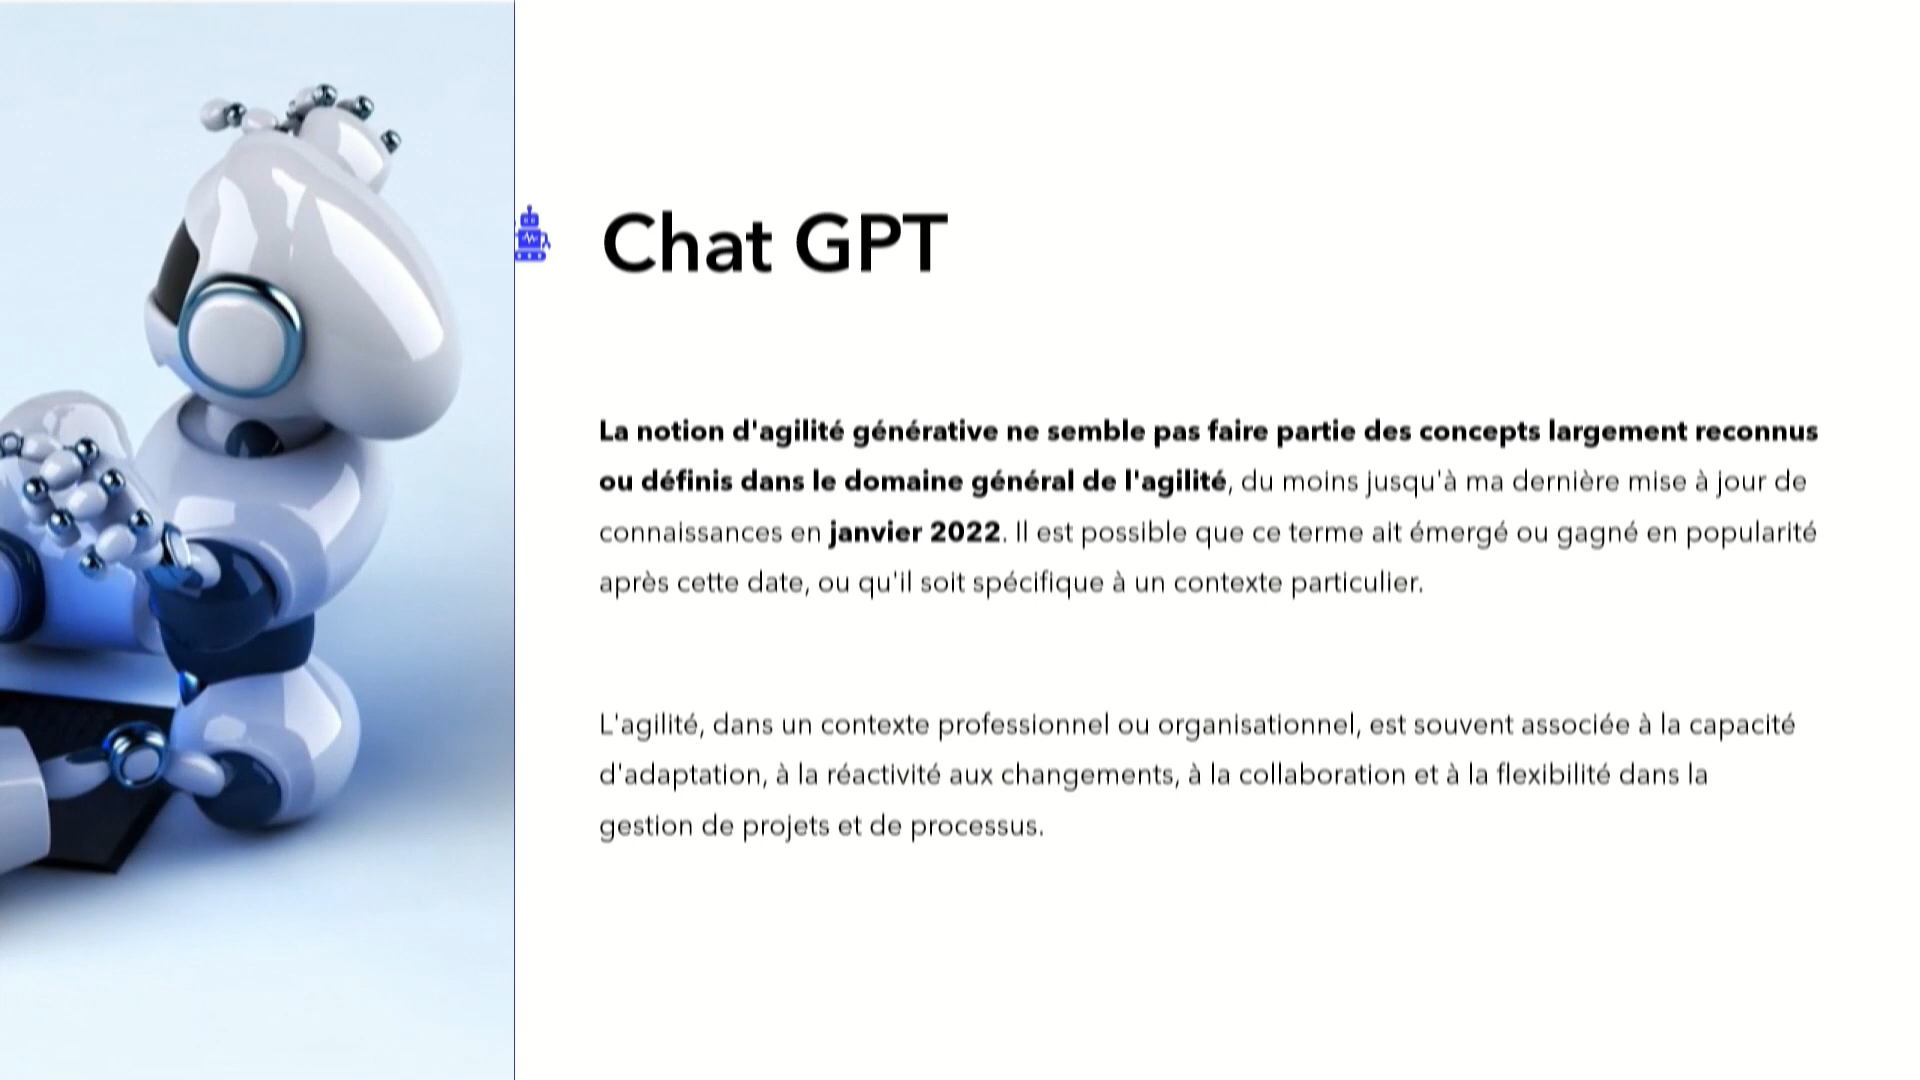 Chat GPT
La notion d'agilité générative ne semble pas faire partie des concepts largement reconnus
ou définis dans le domaine général de l'agilité, du moins jusqu'à ma dernière mise à jour de
connaissances en janvier 2022. Il est possible que ce terme ait émergé ou gagné en popularité
après cette date, ou qu'il soit spécifique à un contexte particulier.
L'agilité, dans un contexte professionnel ou organisationnel, est souvent associée à la capacité
d'adaptation, à la réactivité aux changements, à la collaboration et à la flexibilité dans la
gestion de projets et de processus.